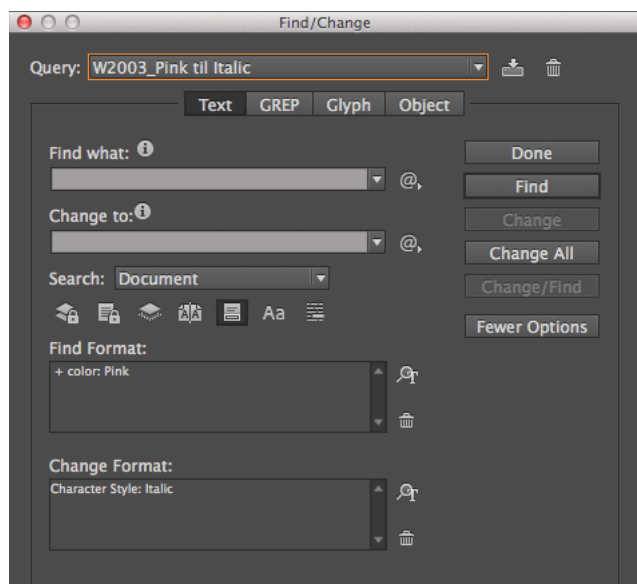 Find/Change
Query: W2003_Pink til Italic
Text GREP Glyph Object
Find what:
Done
Find
Change to:
Change
Change All
Search: Document
Change/Find
Aa
Fewer Options
Find Format:
+ color: Pink
Change Format:
Character Style: Italic